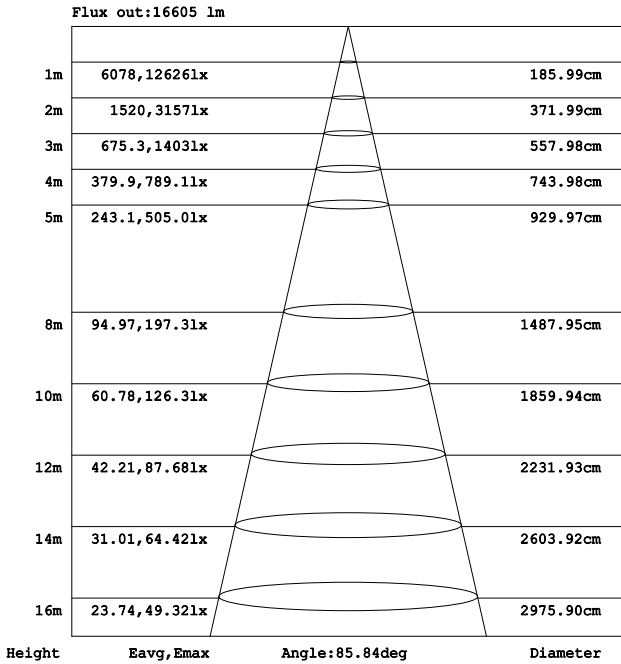 Flux out:16605 lm
1m 6078,12626lx 185.99cm
2m 1520,3157lx 371.99cm
3m 675.3,1403lx 557.98cm
4m 379.9,789.1lx 743.98cm
5m 243.1,505.0lx 929.97cm
8m 94.97,197.3lx 1487.95cm
10m 60.78,126.3lx 1859.94cm
12m 42.21,87.68lx 2231.93cm
14m 31.01,64.42lx 2603.92cm
16m 23.74,49.32lx 2975.90cm
Height Eavg,Emax Angle:85.84deg Diameter